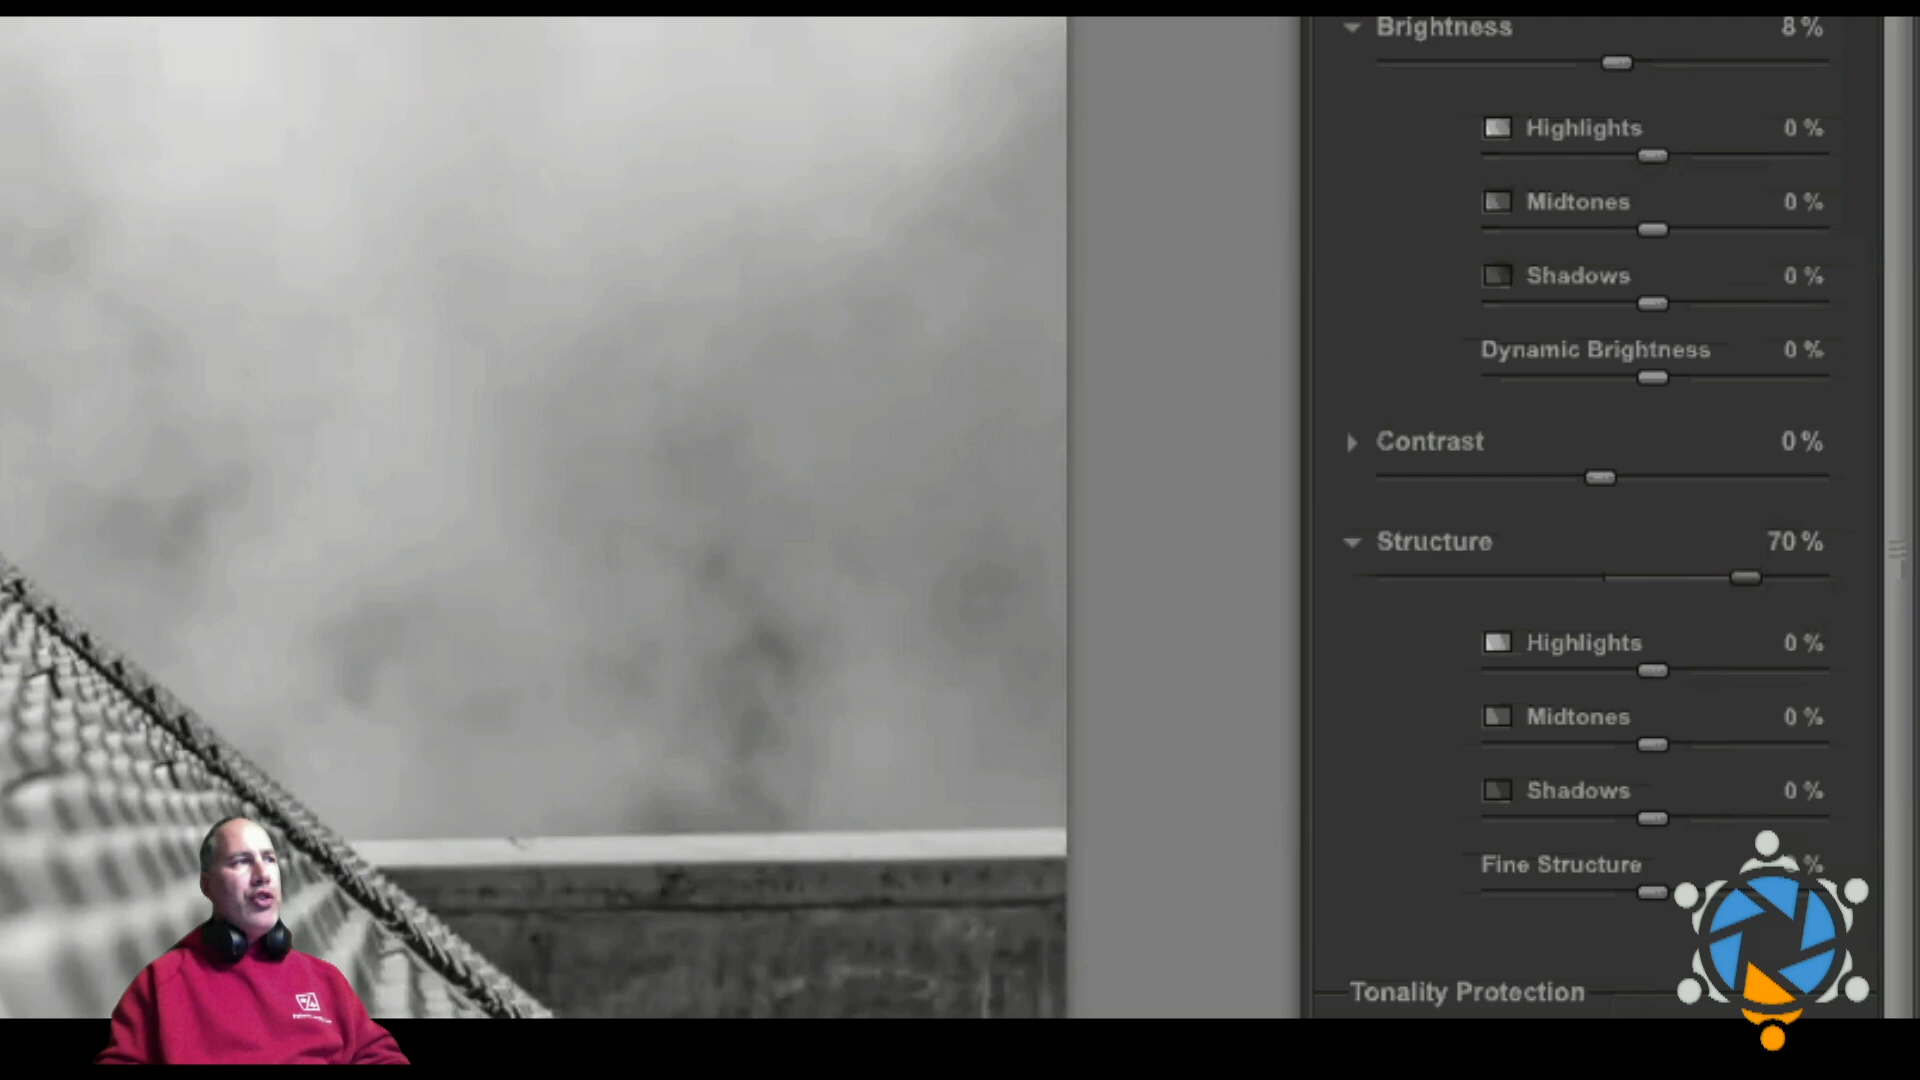 Brightness 8 %
Highlights 0 %
Midtones 0 %
Shadows 0 %
Dynamic Brightness 0 %
Contrast 0 %
Structure 70 %
Highlights 0 %
Midtones 0 %
Shadows 0 %
Fine Structure %
Tonality Protection